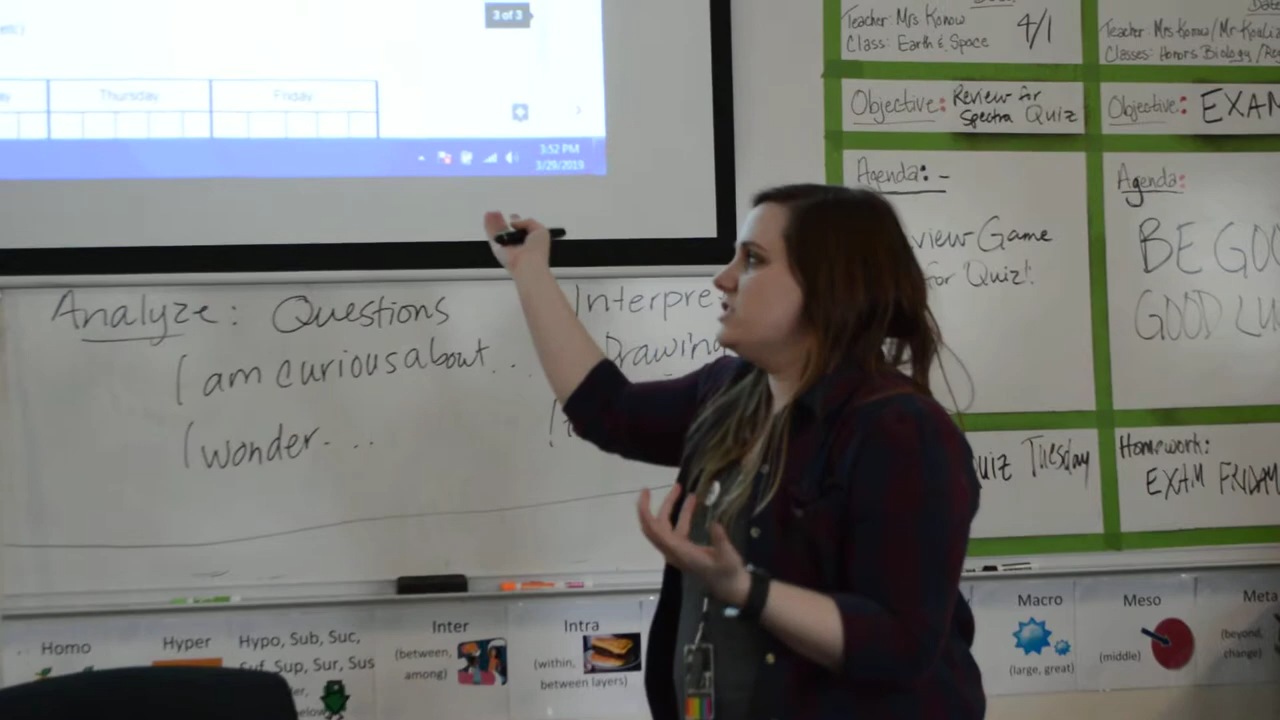 3 of 3
Thursday
Friday
3:52 PM
3/29/2019
Analyze: Questions
I am curious about...
I wonder....
Interpre
Drawing
Teacher: Mrs Konow
Class: Earth & Space
4/1
Objective: Review for
Spectra Quiz
Agenda: -
view Game
for Quiz!
uiz Tuesday
Date
Teacher: Mrs Konow/Mr
Classes: Honors Biology
Objective: EXAM
Agenda:
BE GOO
GOOD LU
Homework:
EXAM FRIDAY
Homo
Hyper
Hypo, Sub, Suc,
Suf, Sup, Sur, Sus
Inter
(between,
among)
Intra
(within,
between layers)
Macro
(large, great)
Meso
(middle)
Meta
(beyond,
change)